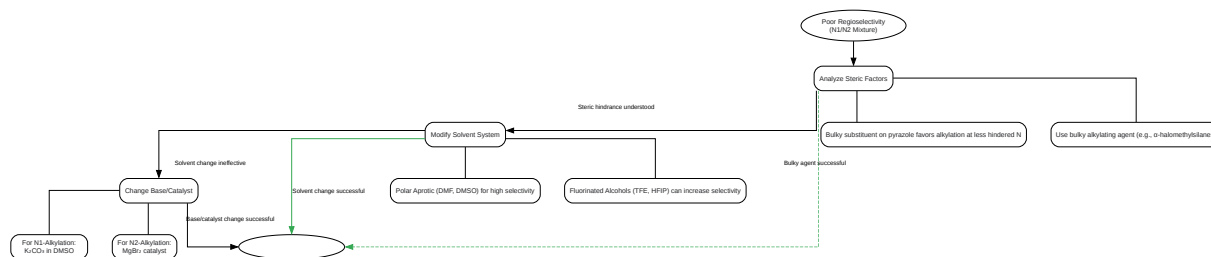 Poor Regioselectivity
(N1/N2 Mixture)
Analyze Steric Factors
Steric hindrance understood
Modify Solvent System
Bulky substituent on pyrazole favors alkylation at less hindered N
Use bulky alkylating agent (e.g., α-halomethylsilane
Solvent change ineffective
Bulky agent successful
Change Base/Catalyst
Solvent change successful
Polar Aprotic (DMF, DMSO) for high selectivity
Fluorinated Alcohols (TFE, HFIP) can increase selectivity
Base/catalyst change successful
For N1-Alkylation:
K₂CO₃ in DMSO
For N2-Alkylation:
MgBr₂ catalyst